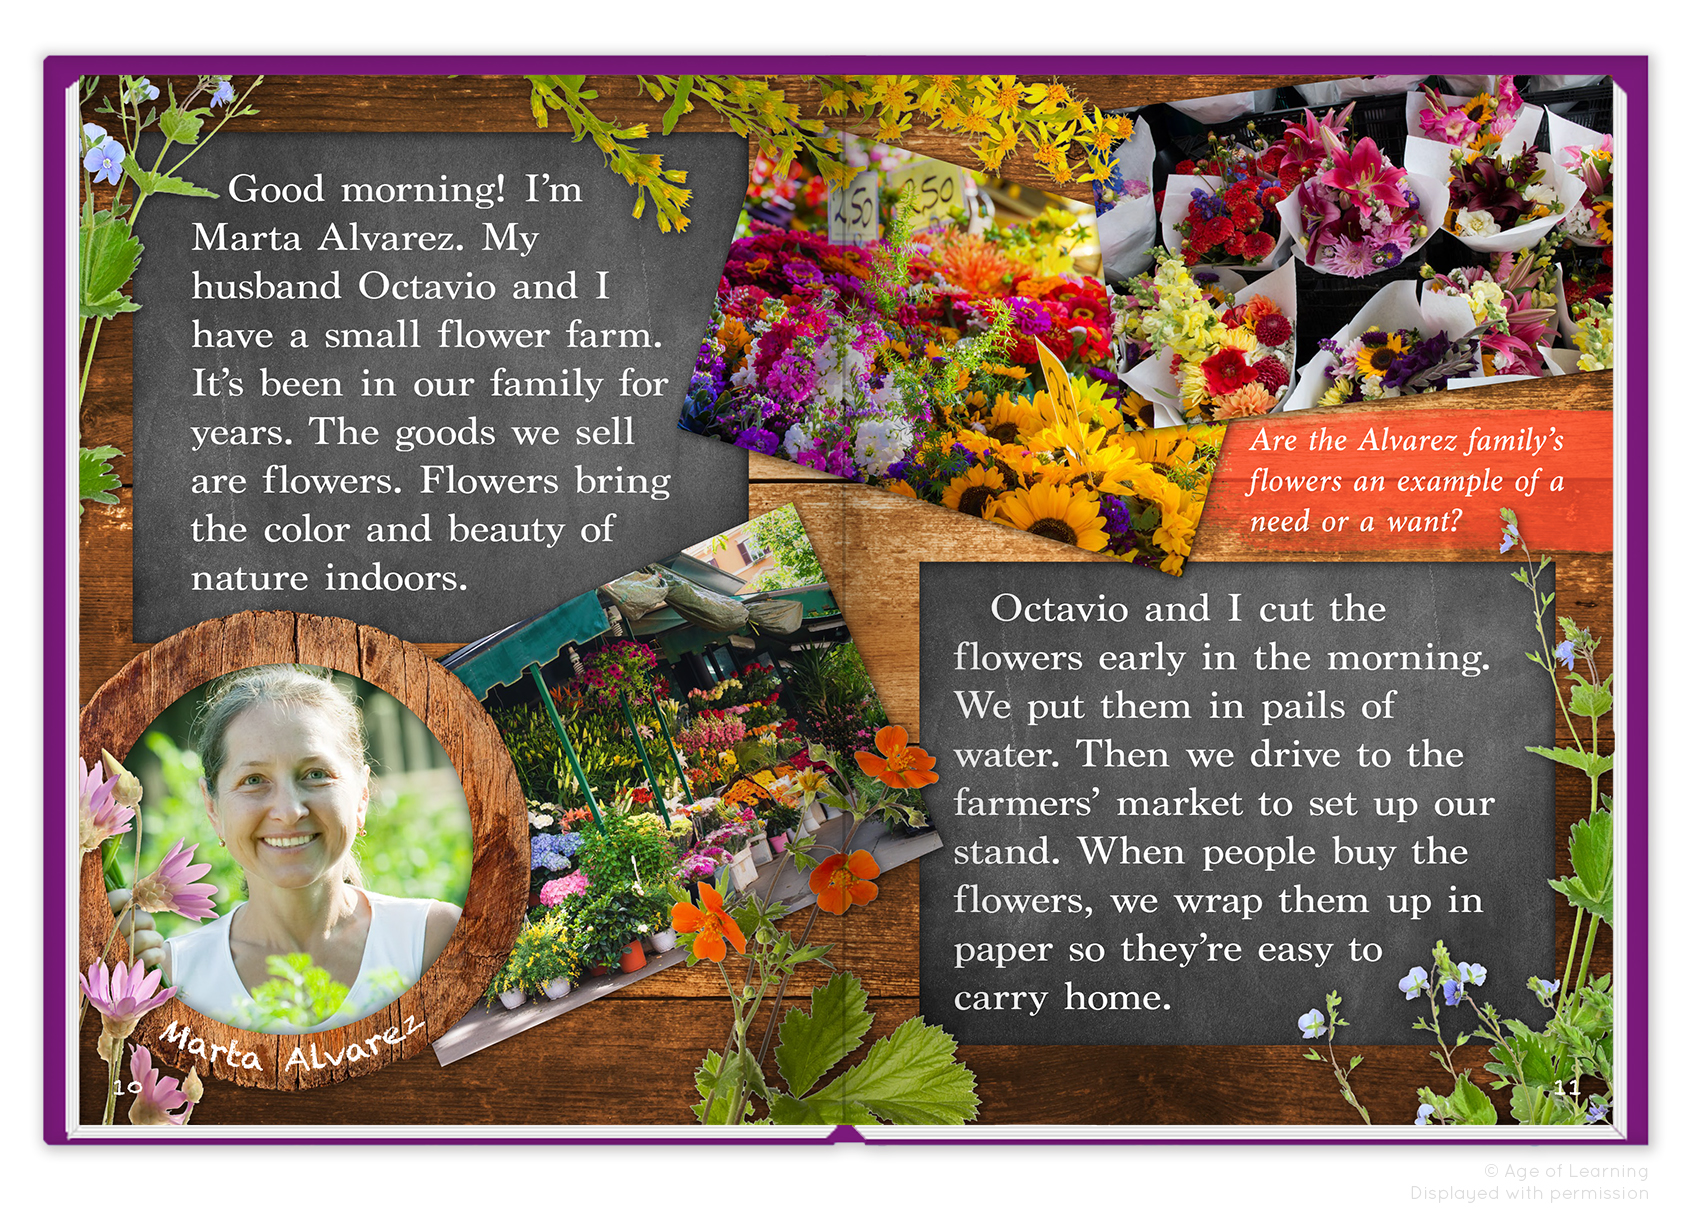 Good morning! I'm
Marta Alvarez. My
husband Octavio and I
have a small flower farm.
It's been in our family for
years. The goods we sell
are flowers. Flowers bring
the color and beauty of
nature indoors.
Marta Alvarez
10
250
250
Are the Alvarez family's
flowers an example of a
need or a want?
Octavio and I cut the
flowers early in the morning.
We put them in pails of
water. Then we drive to the
farmers' market to set up our
stand. When people buy the
flowers, we wrap them up in
paper so they're easy to
carry home.
11
© Age of Learning
Displayed with permission